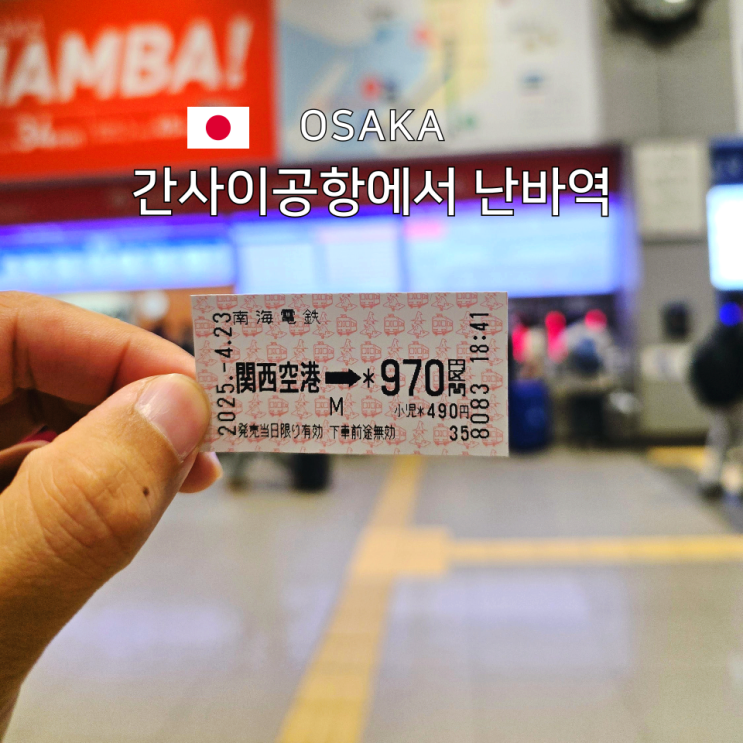 NAMBA!
OSAKA
간사이공항에서 난바역
南海電鉄
2025.-4.23
関西空港➡*970円区間
M
小児*490円
発売当日限り有効 下車前途無効
35
8083 18:41